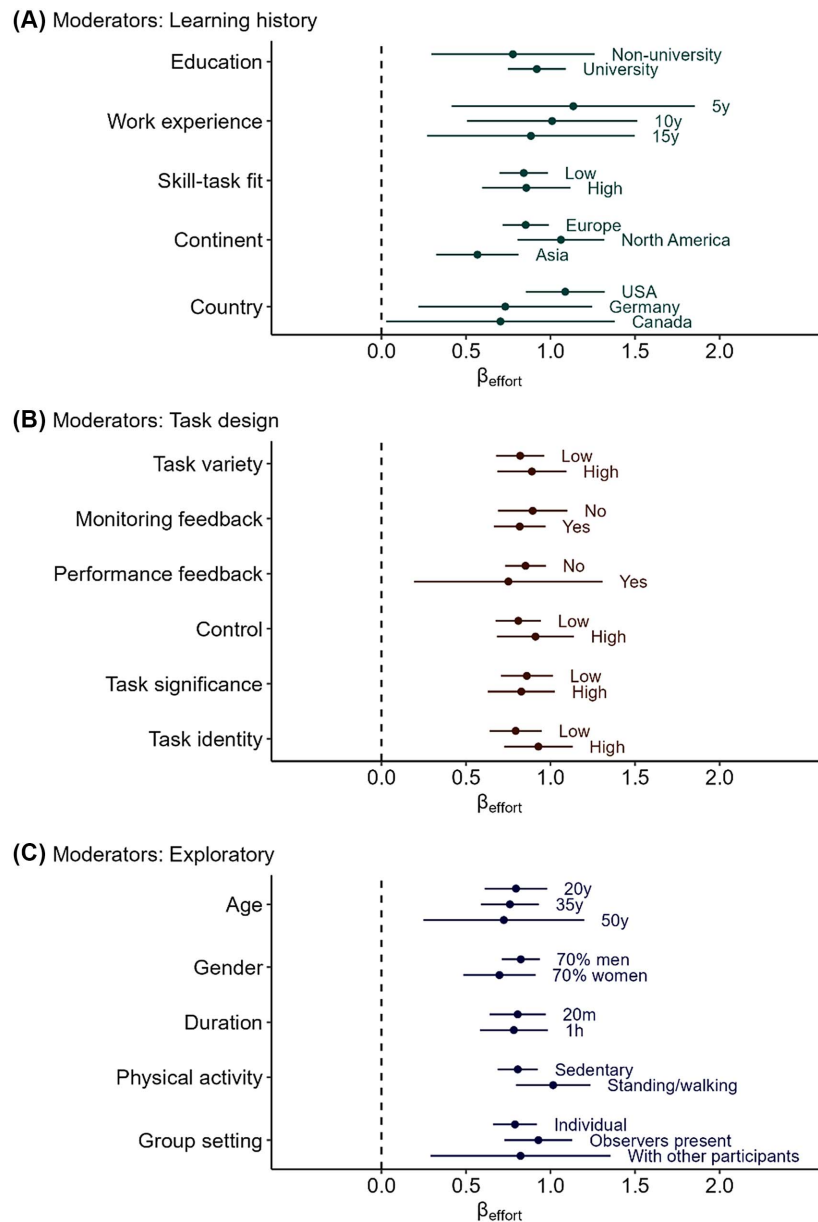 (A) Moderators: Learning history
Education
Non-university
University
Work experience
5y
10y
15y
Skill-task fit
Low
High
Continent
Europe
North America
Asia
Country
USA
Germany
Canada
0.0 0.5 1.0 1.5 2.0
βeffort
(B) Moderators: Task design
Task variety
Low
High
Monitoring feedback
No
Yes
Performance feedback
No
Yes
Control
Low
High
Task significance
Low
High
Task identity
Low
High
0.0 0.5 1.0 1.5 2.0
βeffort
(C) Moderators: Exploratory
Age
20y
35y
50y
Gender
70% men
70% women
Duration
20m
1h
Physical activity
Sedentary
Standing/walking
Group setting
Individual
Observers present
With other participants
0.0 0.5 1.0 1.5 2.0
βeffort